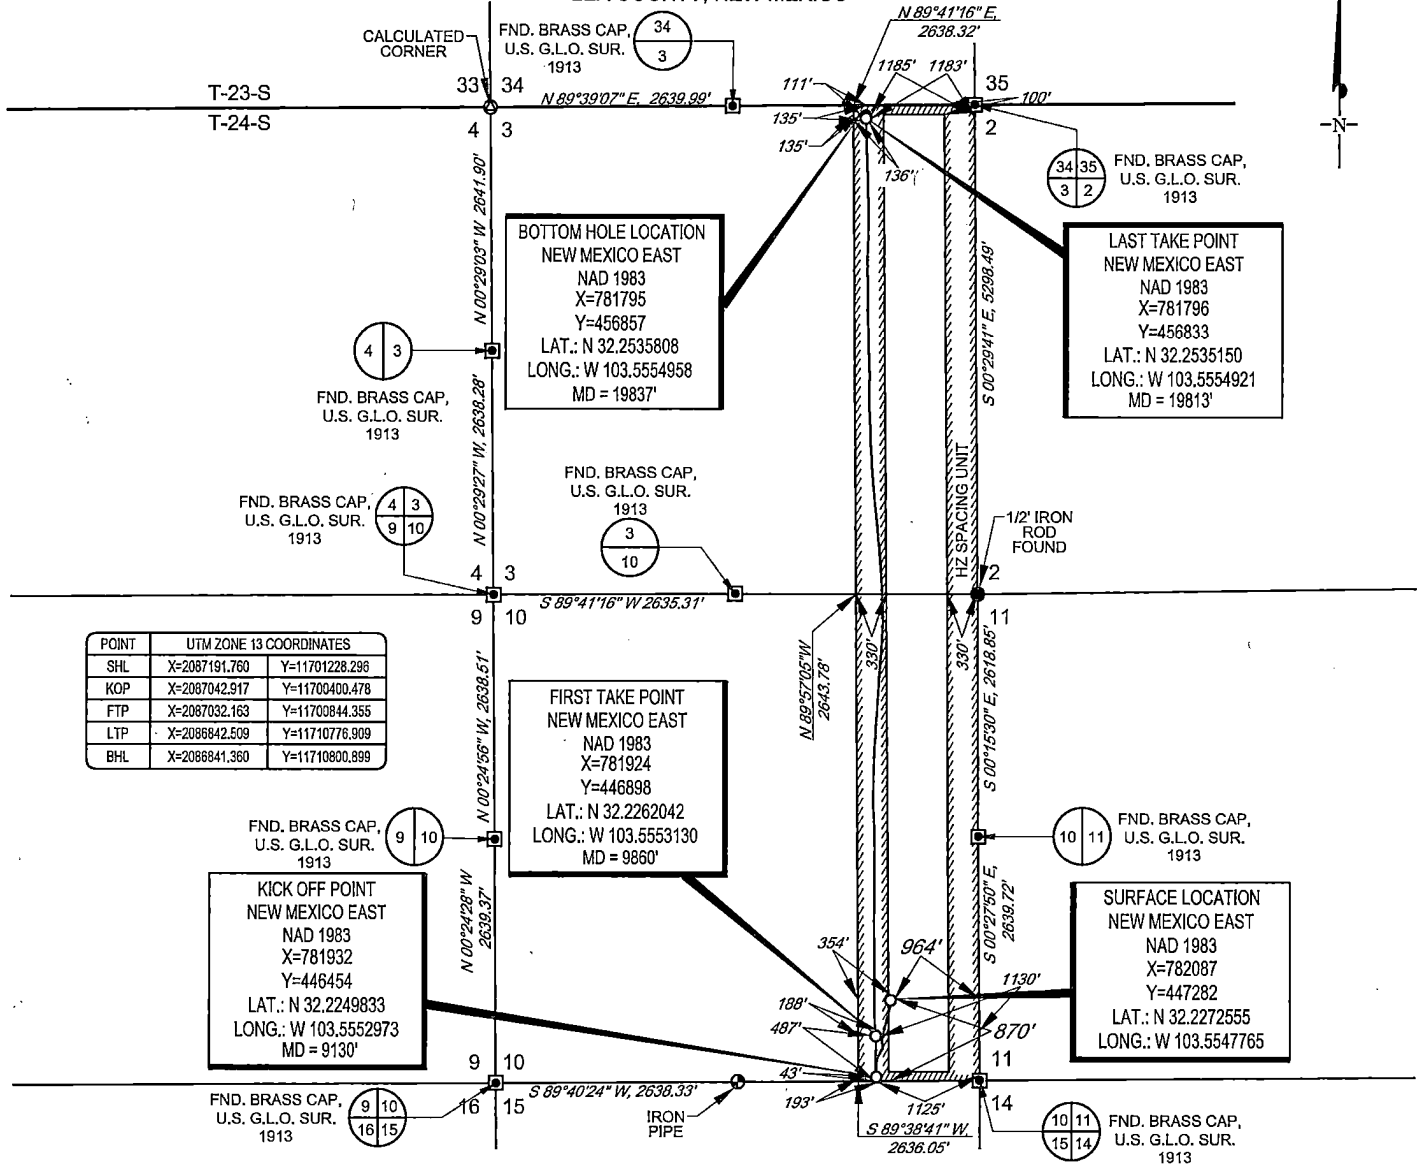 N 89°41'16" E,
2638.32'
CALCULATED
CORNER
FND. BRASS CAP,
U.S. G.L.O. SUR.
1913
34
3
T-23-S
T-24-S
33
34
4
3
N 89°39'07" E, 2639.99'
111'
1185'
1183'
35
2
100'
135'
135'
136'
-N-
34 35
3 2
FND. BRASS CAP,
U.S. G.L.O. SUR.
1913
N 00°29'03" W 2641.90'
BOTTOM HOLE LOCATION
NEW MEXICO EAST
NAD 1983
X=781795
Y=456857
LAT.: N 32.2535808
LONG.: W 103.5554958
MD = 19837'
LAST TAKE POINT
NEW MEXICO EAST
NAD 1983
X=781796
Y=456833
LAT.: N 32.2535150
LONG.: W 103.5554921
MD = 19813'
S 00°29'41" E, 5298.49'
4 3
FND. BRASS CAP,
U.S. G.L.O. SUR.
1913
N 00°29'27" W, 2638.28'
FND. BRASS CAP,
U.S. G.L.O. SUR.
1913
4 3
9 10
FND. BRASS CAP,
U.S. G.L.O. SUR.
1913
3
10
HZ SPACING UNIT
1/2' IRON
ROD
FOUND
4 3
9 10
S 89°41'16" W 2635.31'
2
11
330'
330'
N 89°57'05"W
2643.78'
POINT UTM ZONE 13 COORDINATES
SHL X=2087191.760 Y=11701228.296
KOP X=2087042.917 Y=11700400.478
FTP X=2087032.163 Y=11700844.355
LTP X=2086842.509 Y=11710776.909
BHL X=2086841.360 Y=11710800.899
N 00°24'56" W, 2638.51'
S 00°15'30" E, 2618.85'
FIRST TAKE POINT
NEW MEXICO EAST
NAD 1983
X=781924
Y=446898
LAT.: N 32.2262042
LONG.: W 103.5553130
MD = 9860'
FND. BRASS CAP,
U.S. G.L.O. SUR.
1913
9 10
10 11
FND. BRASS CAP,
U.S. G.L.O. SUR.
1913
KICK OFF POINT
NEW MEXICO EAST
NAD 1983
X=781932
Y=446454
LAT.: N 32.2249833
LONG.: W 103.5552973
MD = 9130'
N 00°24'28" W
2639.37'
S 00°27'50" E,
2639.72'
SURFACE LOCATION
NEW MEXICO EAST
NAD 1983
X=782087
Y=447282
LAT.: N 32.2272555
LONG.: W 103.5547765
354'
964'
1130'
188'
487'
870'
43'
193'
1125'
9 10
16 15
S 89°40'24" W, 2638.33'
IRON
PIPE
S 89°38'41" W,
2636.05'
11
14
FND. BRASS CAP,
U.S. G.L.O. SUR.
1913
9 10
16 15
10 11
15 14
FND. BRASS CAP,
U.S. G.L.O. SUR.
1913